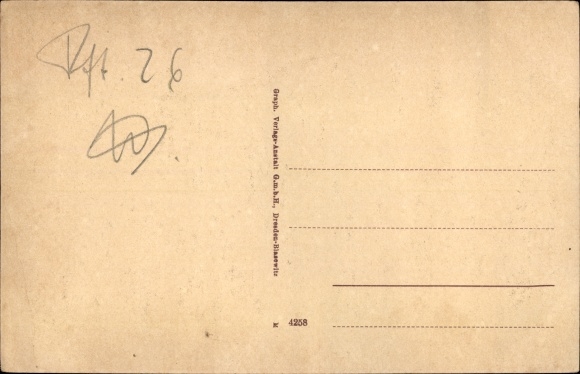 26
Graph. Verlags-Anstalt G.m.b.H., Dresden-Blasewitz
M 4258